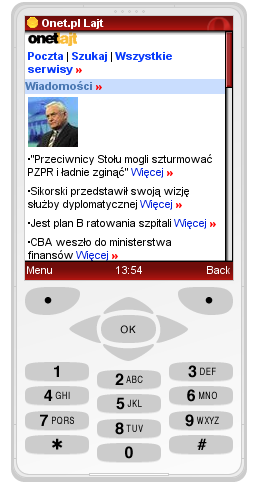 Onet.pl Lajt
onetlajt
Poczta | Szukaj | Wszystkie
serwisy »
Wiadomości »
•"Przeciwnicy Stołu mogli szturmować
PZPR i ładnie zginąć" Więcej »
•Sikorski przedstawił swoją wizję
służby dyplomatycznej Więcej »
•Jest plan B ratowania szpitali Więcej »
•CBA weszło do ministerstwa
finansów Więcej »
Menu 13:54 Back
OK
1 2 ABC 3 DEF
4 GHI 5 JKL 6 MNO
7 PQRS 8 TUV 9 WXYZ
* 0 #